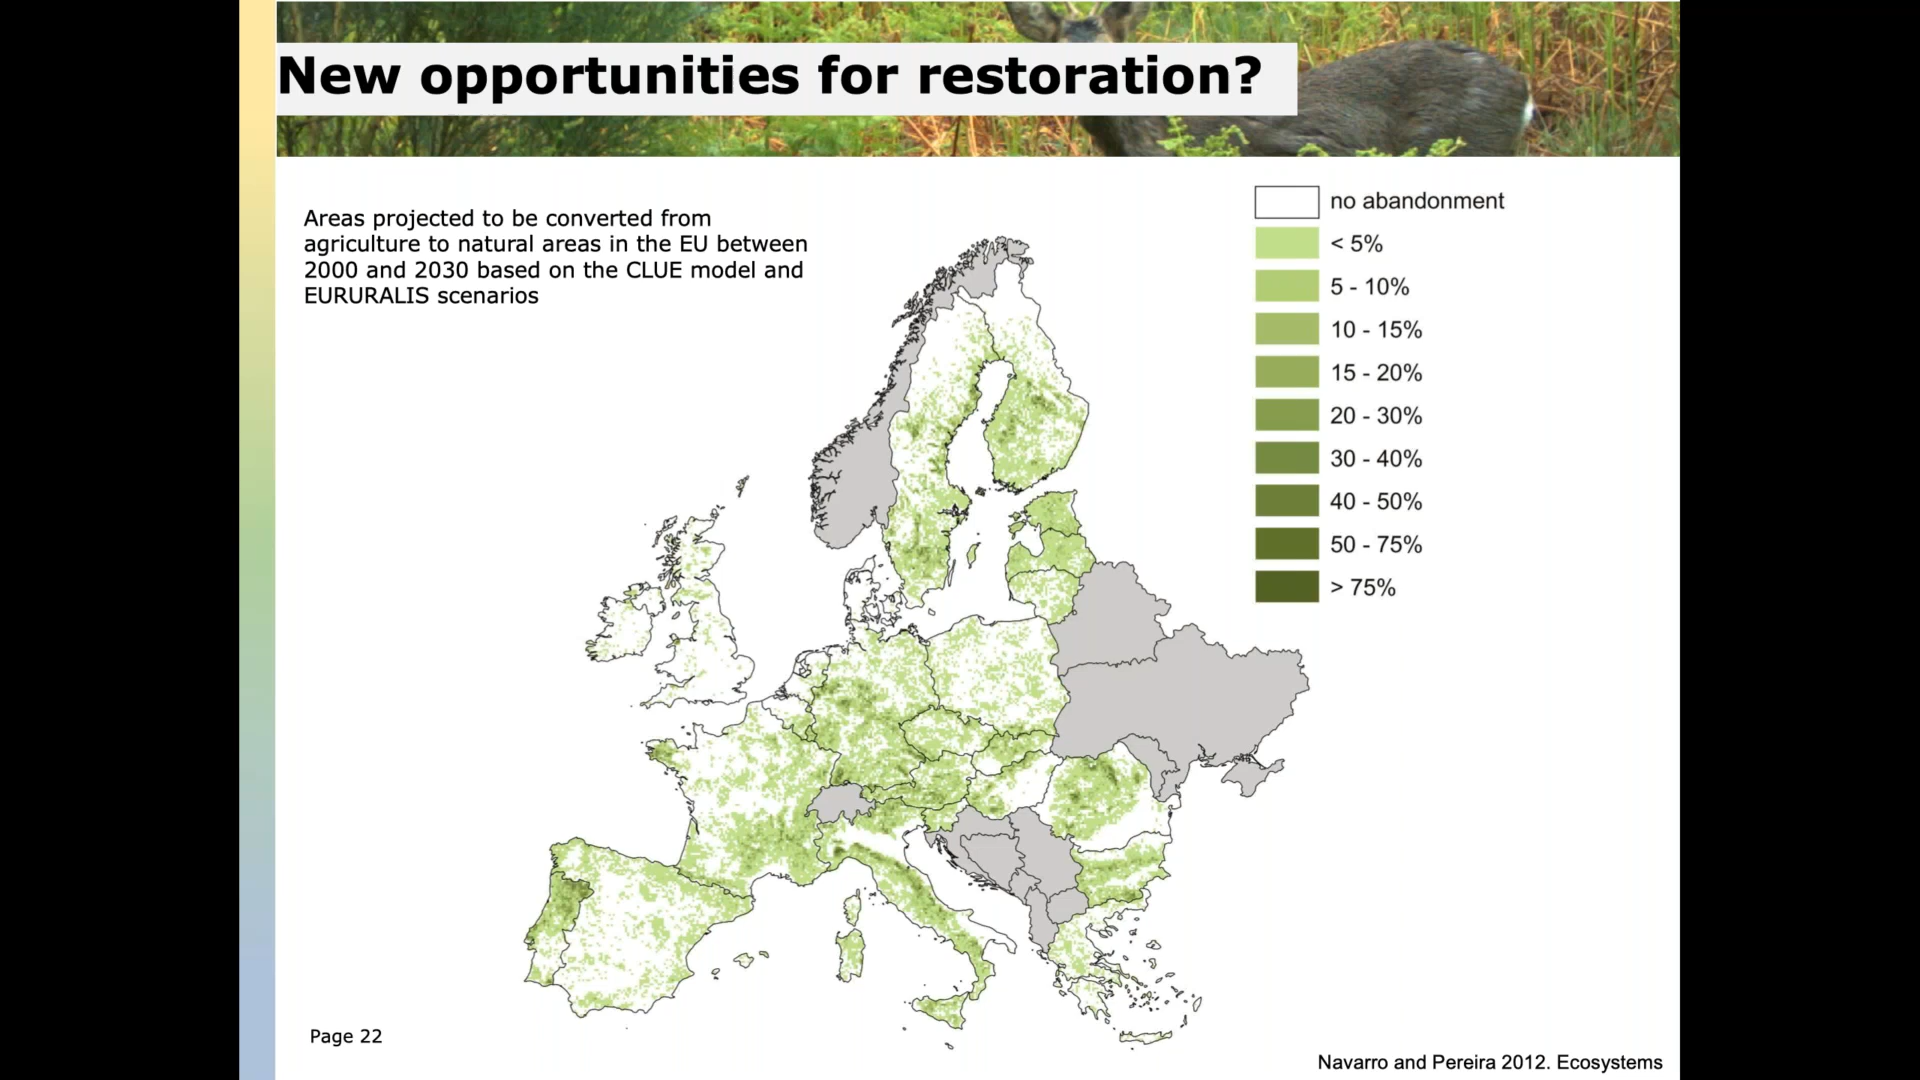 New opportunities for restoration?
Areas projected to be converted from
agriculture to natural areas in the EU between
2000 and 2030 based on the CLUE model and
EURURALIS scenarios
no abandonment
< 5%
5 - 10%
10 - 15%
15 - 20%
20 - 30%
30 - 40%
40 - 50%
50 - 75%
> 75%
Page 22
Navarro and Pereira 2012. Ecosystems